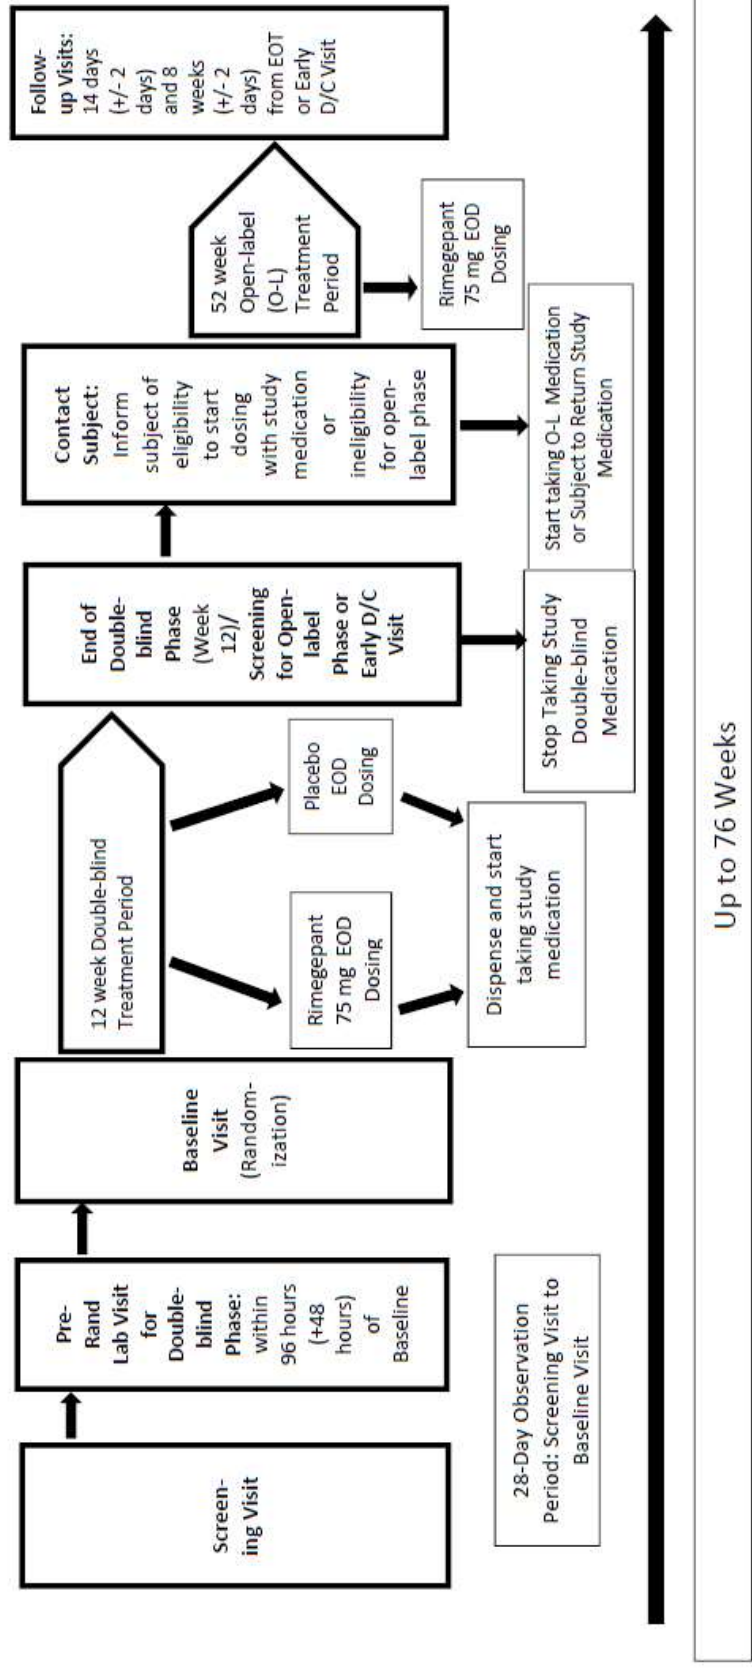 Screen-
ing Visit
Pre-
Rand
Lab Visit
for
Double-
blind
Phase:
within
96 hours
(+48
hours)
of
Baseline
28-Day Observation
Period: Screening Visit to
Baseline Visit
Baseline
Visit
(Random-
ization)
12 week Double-blind
Treatment Period
Rimegepant
75 mg EOD
Dosing
Placebo
EOD
Dosing
Dispense and start
taking study
medication
End of
Double-
blind
Phase
(Week
12)/
Screening
for Open-
label
Phase or
Early D/C
Visit
Stop Taking Study
Double-blind
Medication
Contact
Subject:
Inform
subject of
eligibility
to start
dosing
with study
medication
or
ineligibility
for open-
label phase
Start taking O-L Medication
or Subject to Return Study
Medication
52 week
Open-label
(O-L)
Treatment
Period
Rimegepant
75 mg EOD
Dosing
Follow-
up Visits:
14 days
(+/- 2
days)
and 8
weeks
(+/- 2
days)
from EOT
or Early
D/C Visit
Up to 76 Weeks